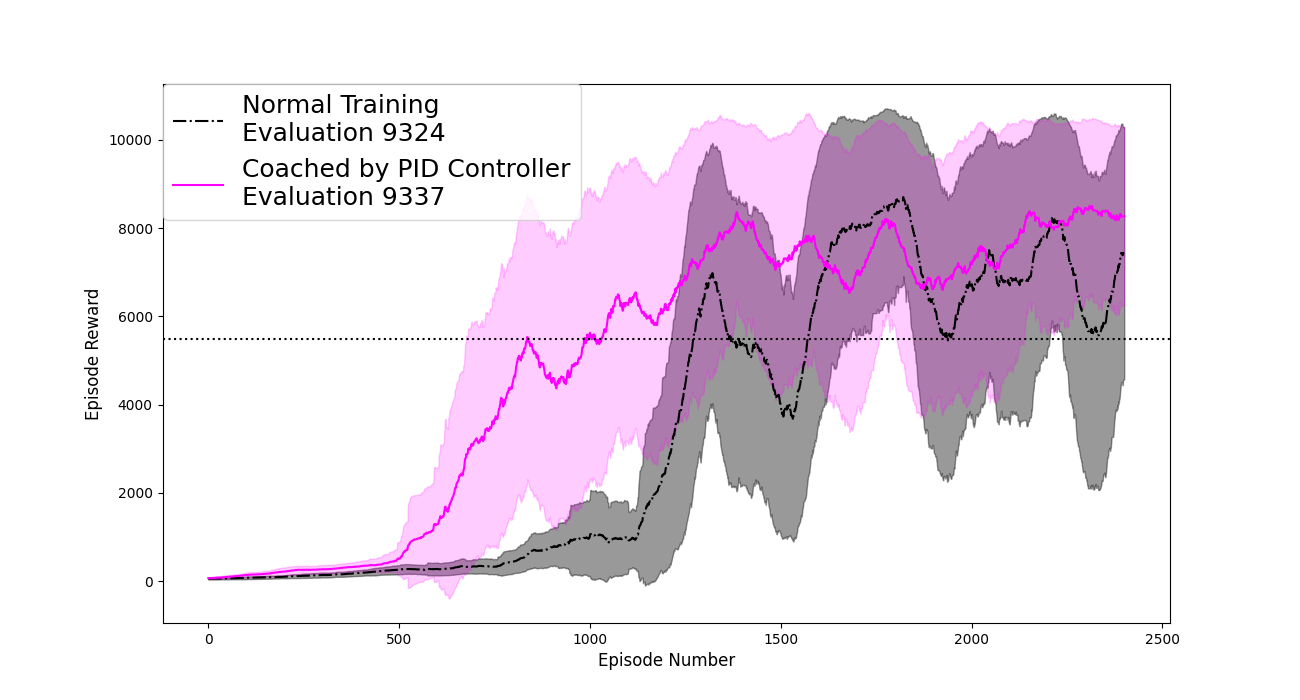 Normal Training
Evaluation 9324
Coached by PID Controller
Evaluation 9337
Episode Reward
10000
8000
6000
4000
2000
0
0 500 1000 1500 2000 2500
Episode Number